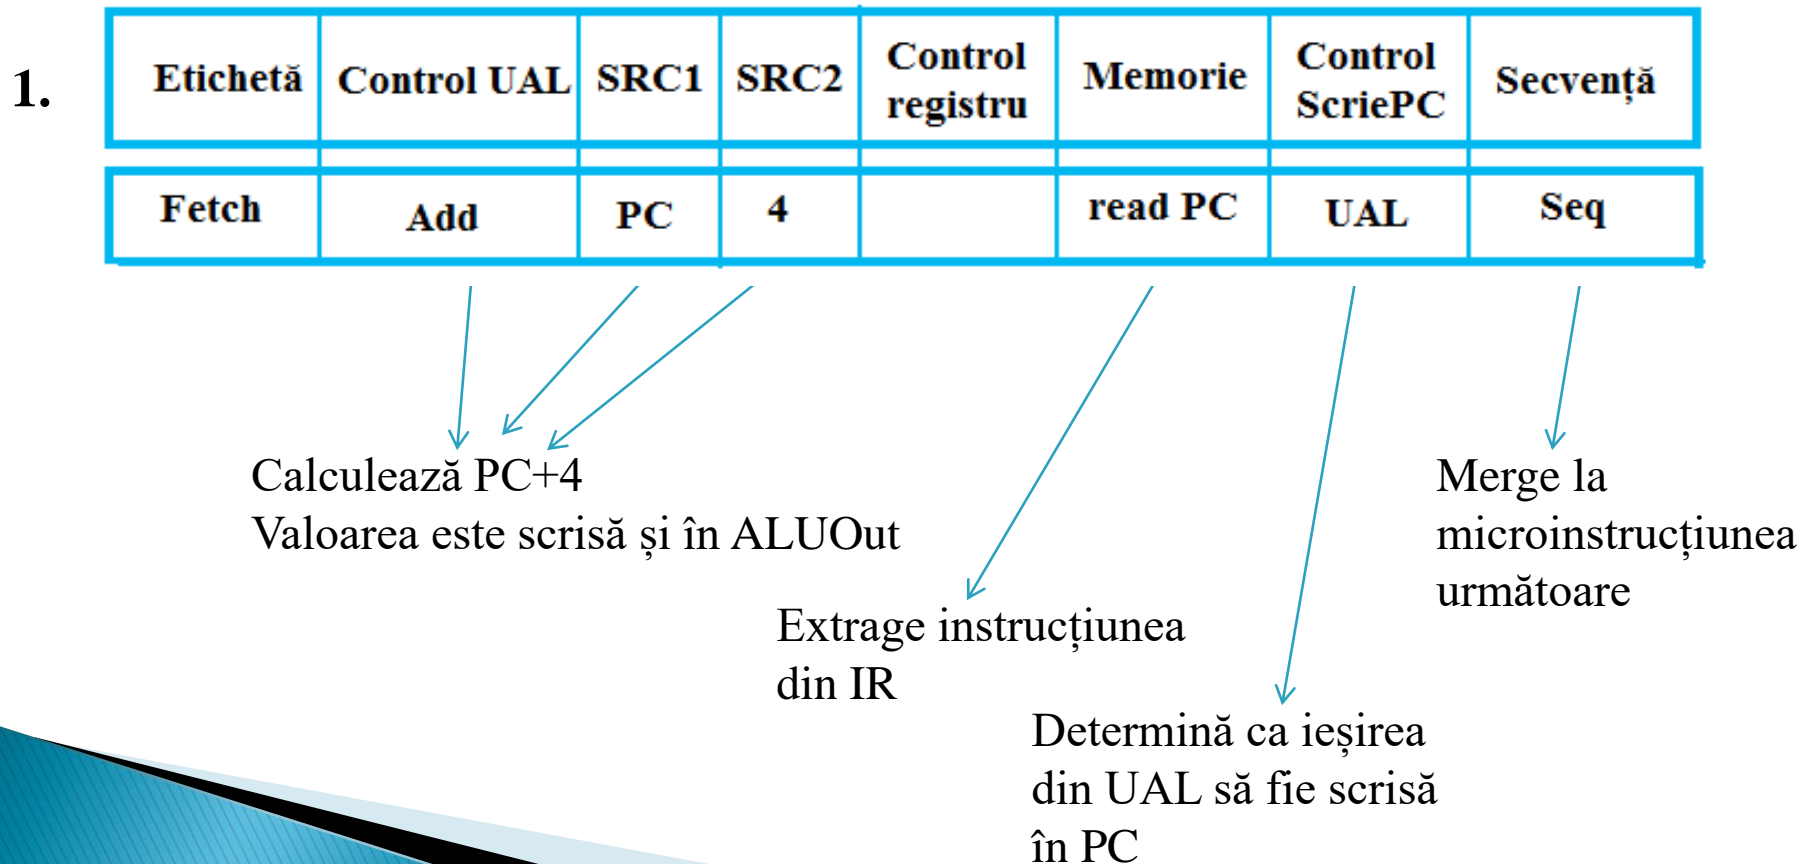 1.
Etichetă Control UAL SRC1 SRC2 Control registru Memorie Control ScriePC Secvență
Fetch Add PC 4 read PC UAL Seq
Calculează PC+4
Valoarea este scrisă și în ALUOut
Merge la
microinstrucțiunea
următoare
Extrage instrucțiunea
din IR
Determină ca ieșirea
din UAL să fie scrisă
în PC